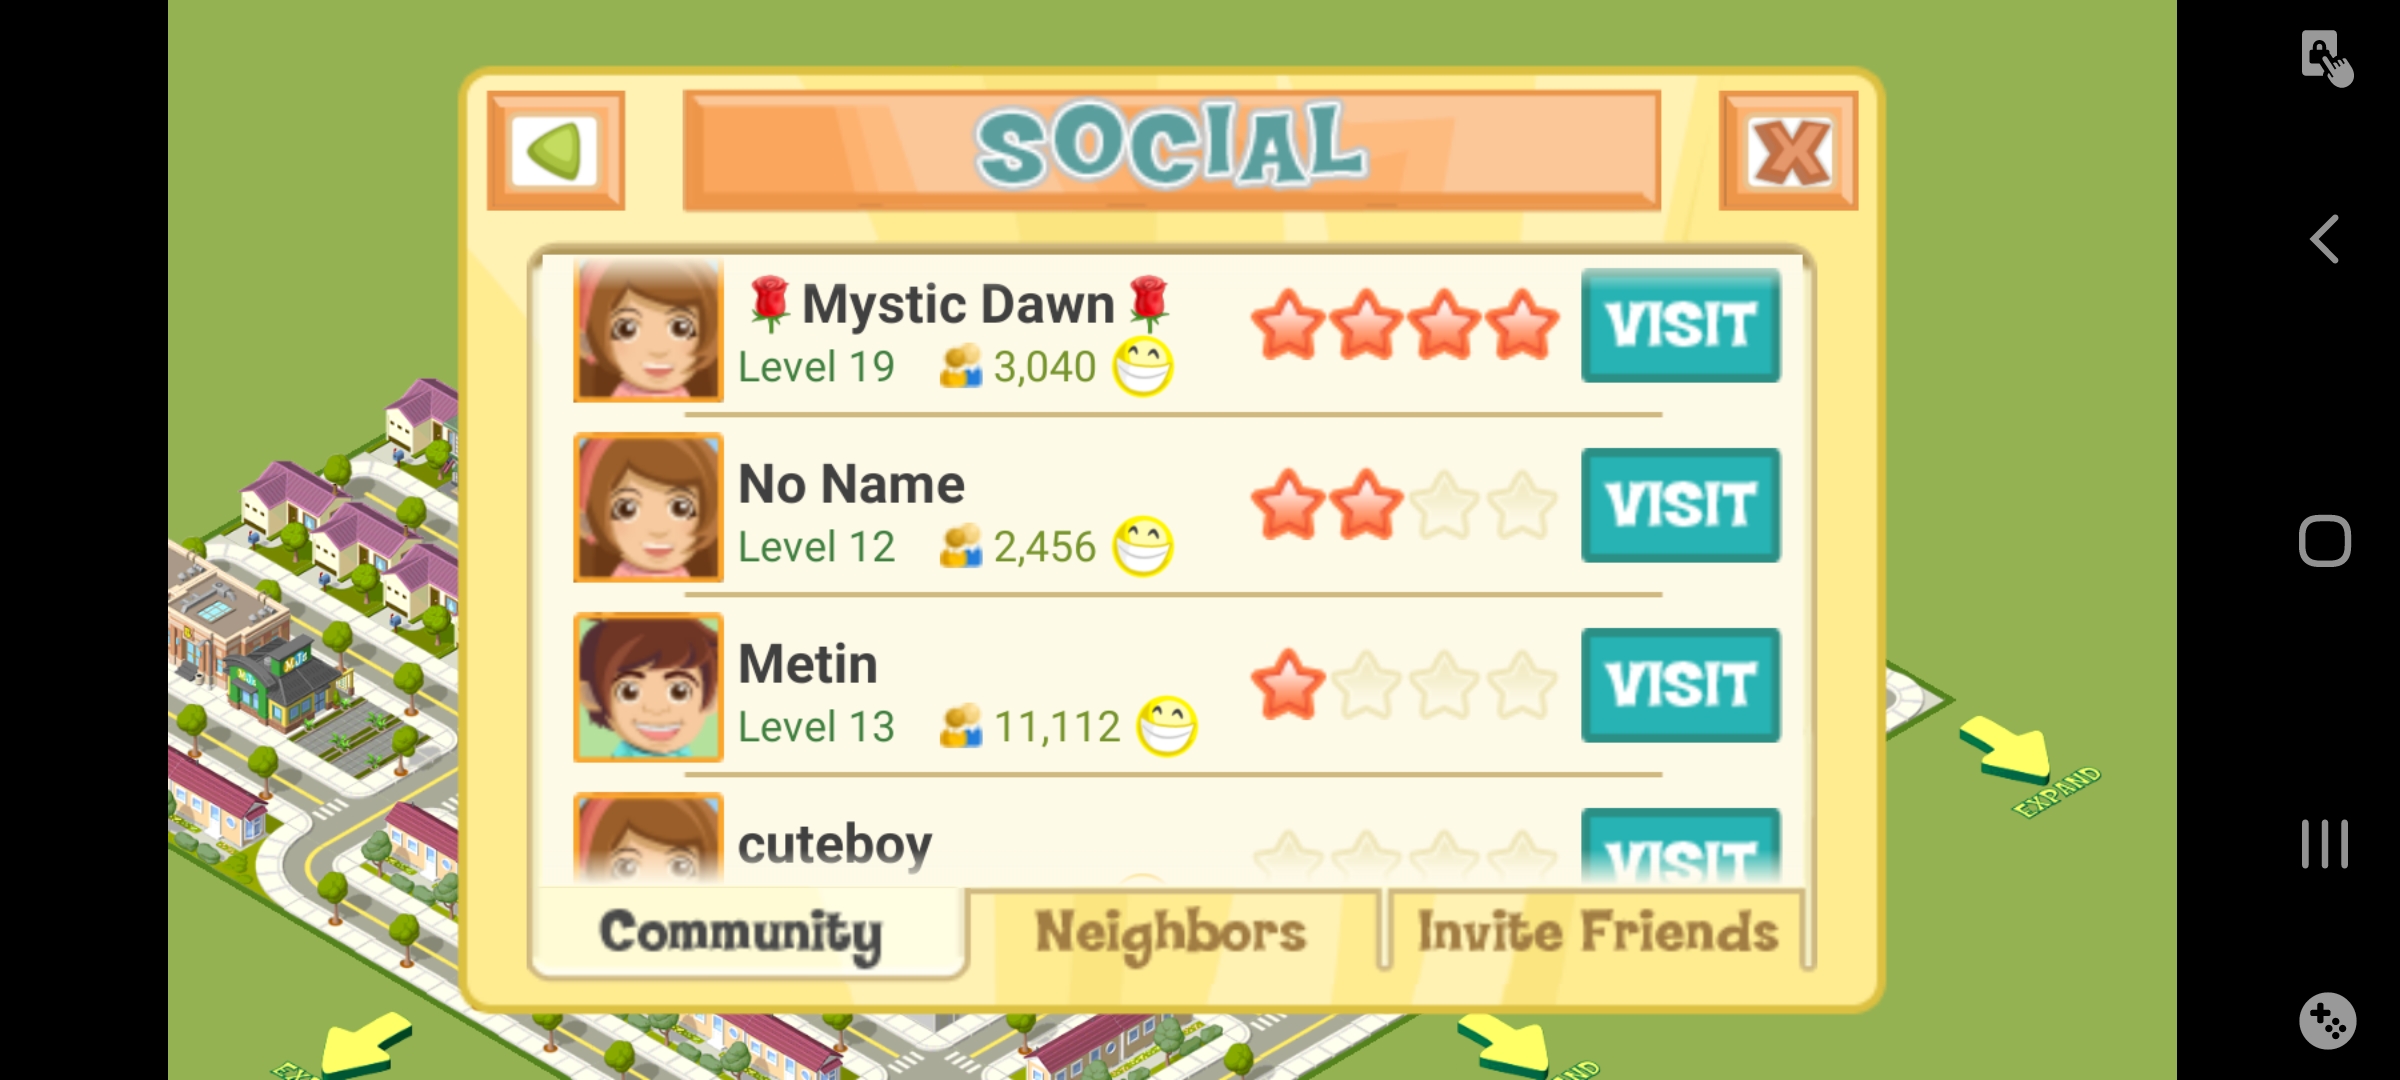 SOCIAL
🌹Mystic Dawn🌹
Level 19 3,040
VISIT
No Name
Level 12 2,456
VISIT
Metin
Level 13 11,112
VISIT
cuteboy
VISIT
Community Neighbors Invite Friends
EXPAND